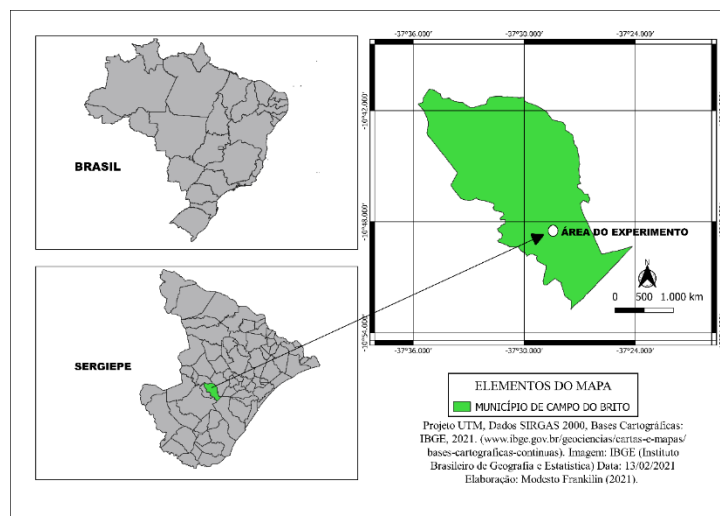 BRASIL
SERGIEPE
-37°36.000' -37°30.000' -37°24.000'
-10°42.000'
-10°48.000'
-10°54.000'
ÁREA DO EXPERIMENTO
N
0 500 1.000 km
-37°36.000' -37°30.000' -37°24.000'
ELEMENTOS DO MAPA
MUNICÍPIO DE CAMPO DO BRITO
Projeto UTM, Dados SIRGAS 2000, Bases Cartográficas:
IBGE, 2021. (www.ibge.gov.br/geociencias/cartas-e-mapas/
bases-cartograficas-continuas). Imagem: IBGE (Instituto
Brasileiro de Geografia e Estatística) Data: 13/02/2021
Elaboração: Modesto Frankilin (2021).